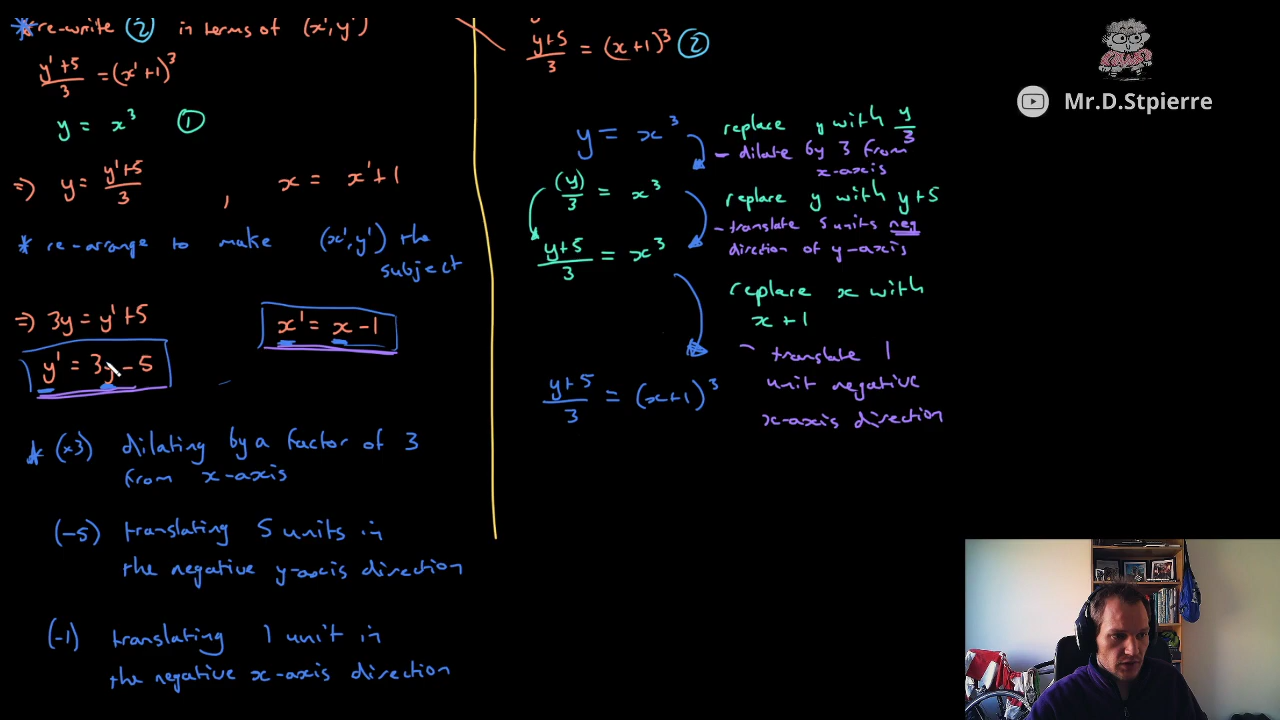 * re-write ② in terms of (x',y')
y'+5/3 = (x'+1)³
y = x³ ①
=> y = y'+5/3 , x = x'+1
* re-arrange to make (x',y') the
subject
=> 3y = y'+5
x' = x -1
y' = 3y - 5
* (×3) dilating by a factor of 3
from x-axis
(-5) translating 5 units in
the negative y-axis direction
(-1) translating 1 unit in
the negative x-axis direction
y+5/3 = (x+1)³ ②
y = x³
replace y with y/3
- dilate by 3 from
x-axis
(y)/3 = x³
replace y with y+5
- translate 5 units neg
direction of y-axis
y+5/3 = x³
replace x with
x+1
- translate 1
unit negative
x-axis direction
y+5/3 = (x+1)³
Mr.D.Stpierre